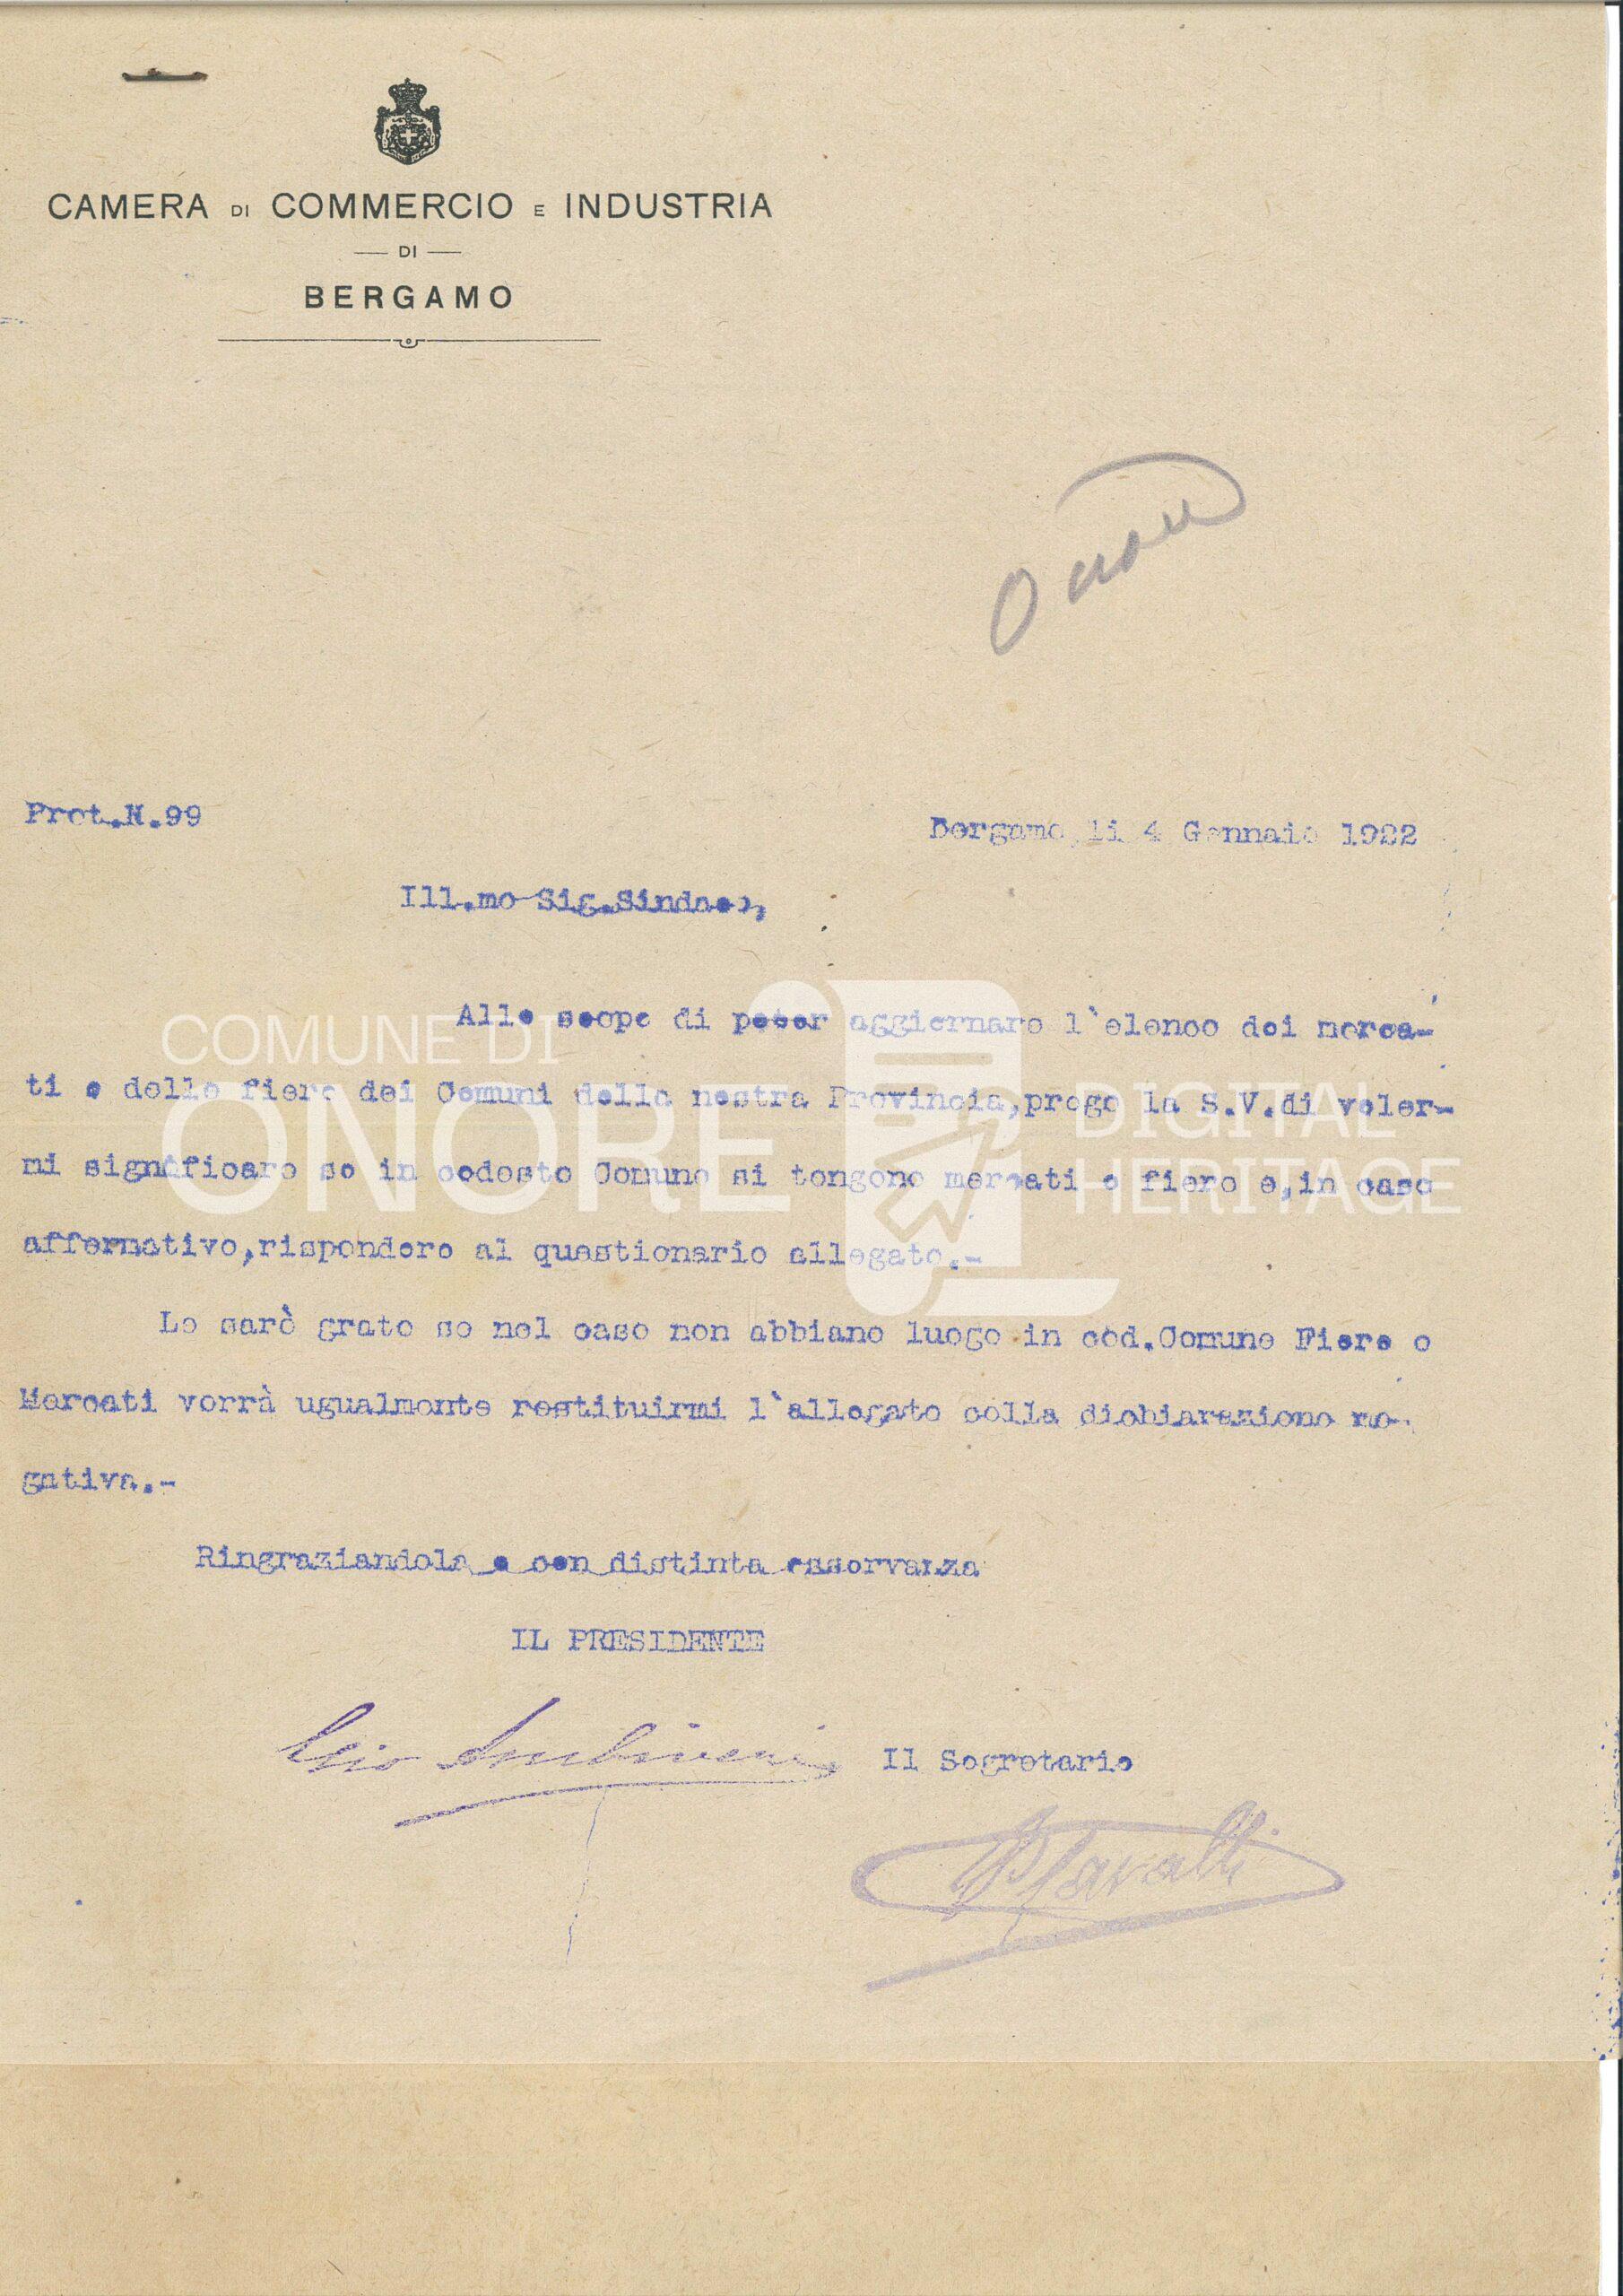 CAMERA DI COMMERCIO E INDUSTRIA
DI
BERGAMO
Onore
Prot.N.99
Bergamo,li 4 Gennaio 1922
Ill.mo Sig.Sindaco,
Allo scopo di poter aggiornare l'elenco dei merca-
ti e delle fiere dei Comuni della nostra Provincia,prego la S.V.di voler-
mi significare se in codesto Comune si tengono mercati e fiere e,in caso
affermativo,rispondere al questionario allegato.-
Le sarò grato se nel caso non abbiano luogo in cod.Comune Fiere o
Mercati vorrà ugualmente restituirmi l'allegato colla dichiarazione ne-
gativa.-
Ringraziandola e con distinta osservanza
IL PRESIDENTE
Il Segretario
Cavalli
COMUNE DI
ONORE
DIGITAL
HERITAGE